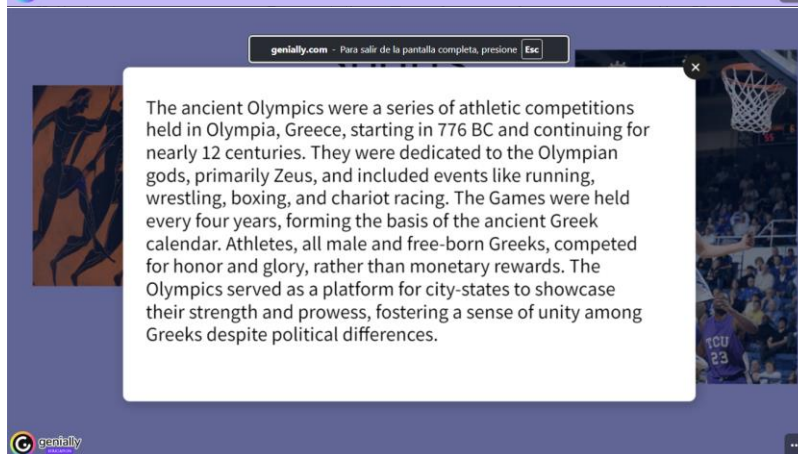 genially.com - Para salir de la pantalla completa, presione Esc
The ancient Olympics were a series of athletic competitions
held in Olympia, Greece, starting in 776 BC and continuing for
nearly 12 centuries. They were dedicated to the Olympian
gods, primarily Zeus, and included events like running,
wrestling, boxing, and chariot racing. The Games were held
every four years, forming the basis of the ancient Greek
calendar. Athletes, all male and free-born Greeks, competed
for honor and glory, rather than monetary rewards. The
Olympics served as a platform for city-states to showcase
their strength and prowess, fostering a sense of unity among
Greeks despite political differences.
TCU
23
genially
EDUCATION